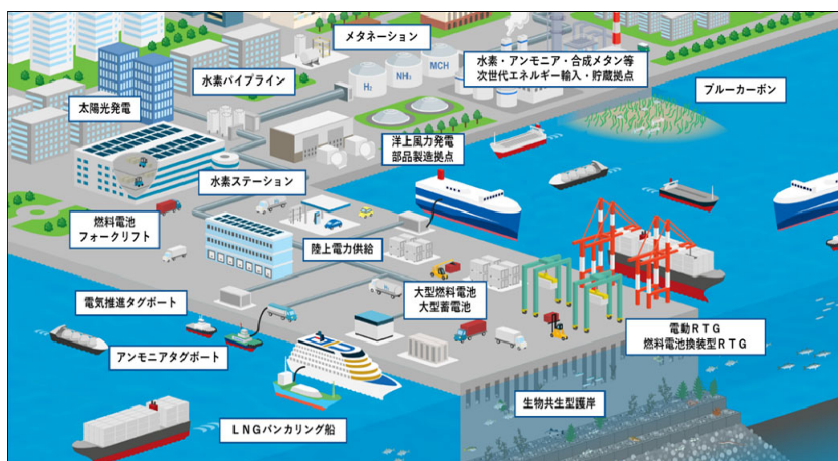 メタネーション
水素・アンモニア・合成メタン等
次世代エネルギー輸入・貯蔵拠点
水素パイプライン
ブルーカーボン
太陽光発電
H₂
NH₃
MCH
洋上風力発電
部品製造拠点
水素ステーション
燃料電池
フォークリフト
陸上電力供給
電気推進タグボート
大型燃料電池
大型蓄電池
電動RTG
燃料電池換装型RTG
アンモニアタグボート
生物共生型護岸
LNGバンカリング船